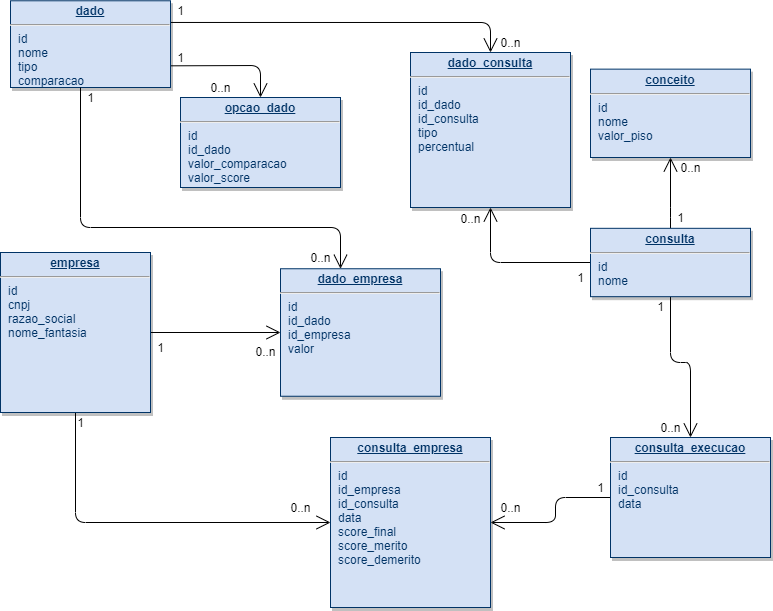 dado
id
nome
tipo
comparacao
1
0..n
1
0..n
1
0..n
opcao_dado
id
id_dado
valor_comparacao
valor_score
dado_consulta
id
id_dado
id_consulta
tipo
percentual
conceito
id
nome
valor_piso
0..n
1
consulta
id
nome
0..n
1
1
0..n
empresa
id
cnpj
razao_social
nome_fantasia
1
0..n
1
0..n
dado_empresa
id
id_dado
id_empresa
valor
consulta_empresa
id
id_empresa
id_consulta
data
score_final
score_merito
score_demerito
0..n
1
consulta_execucao
id
id_consulta
data